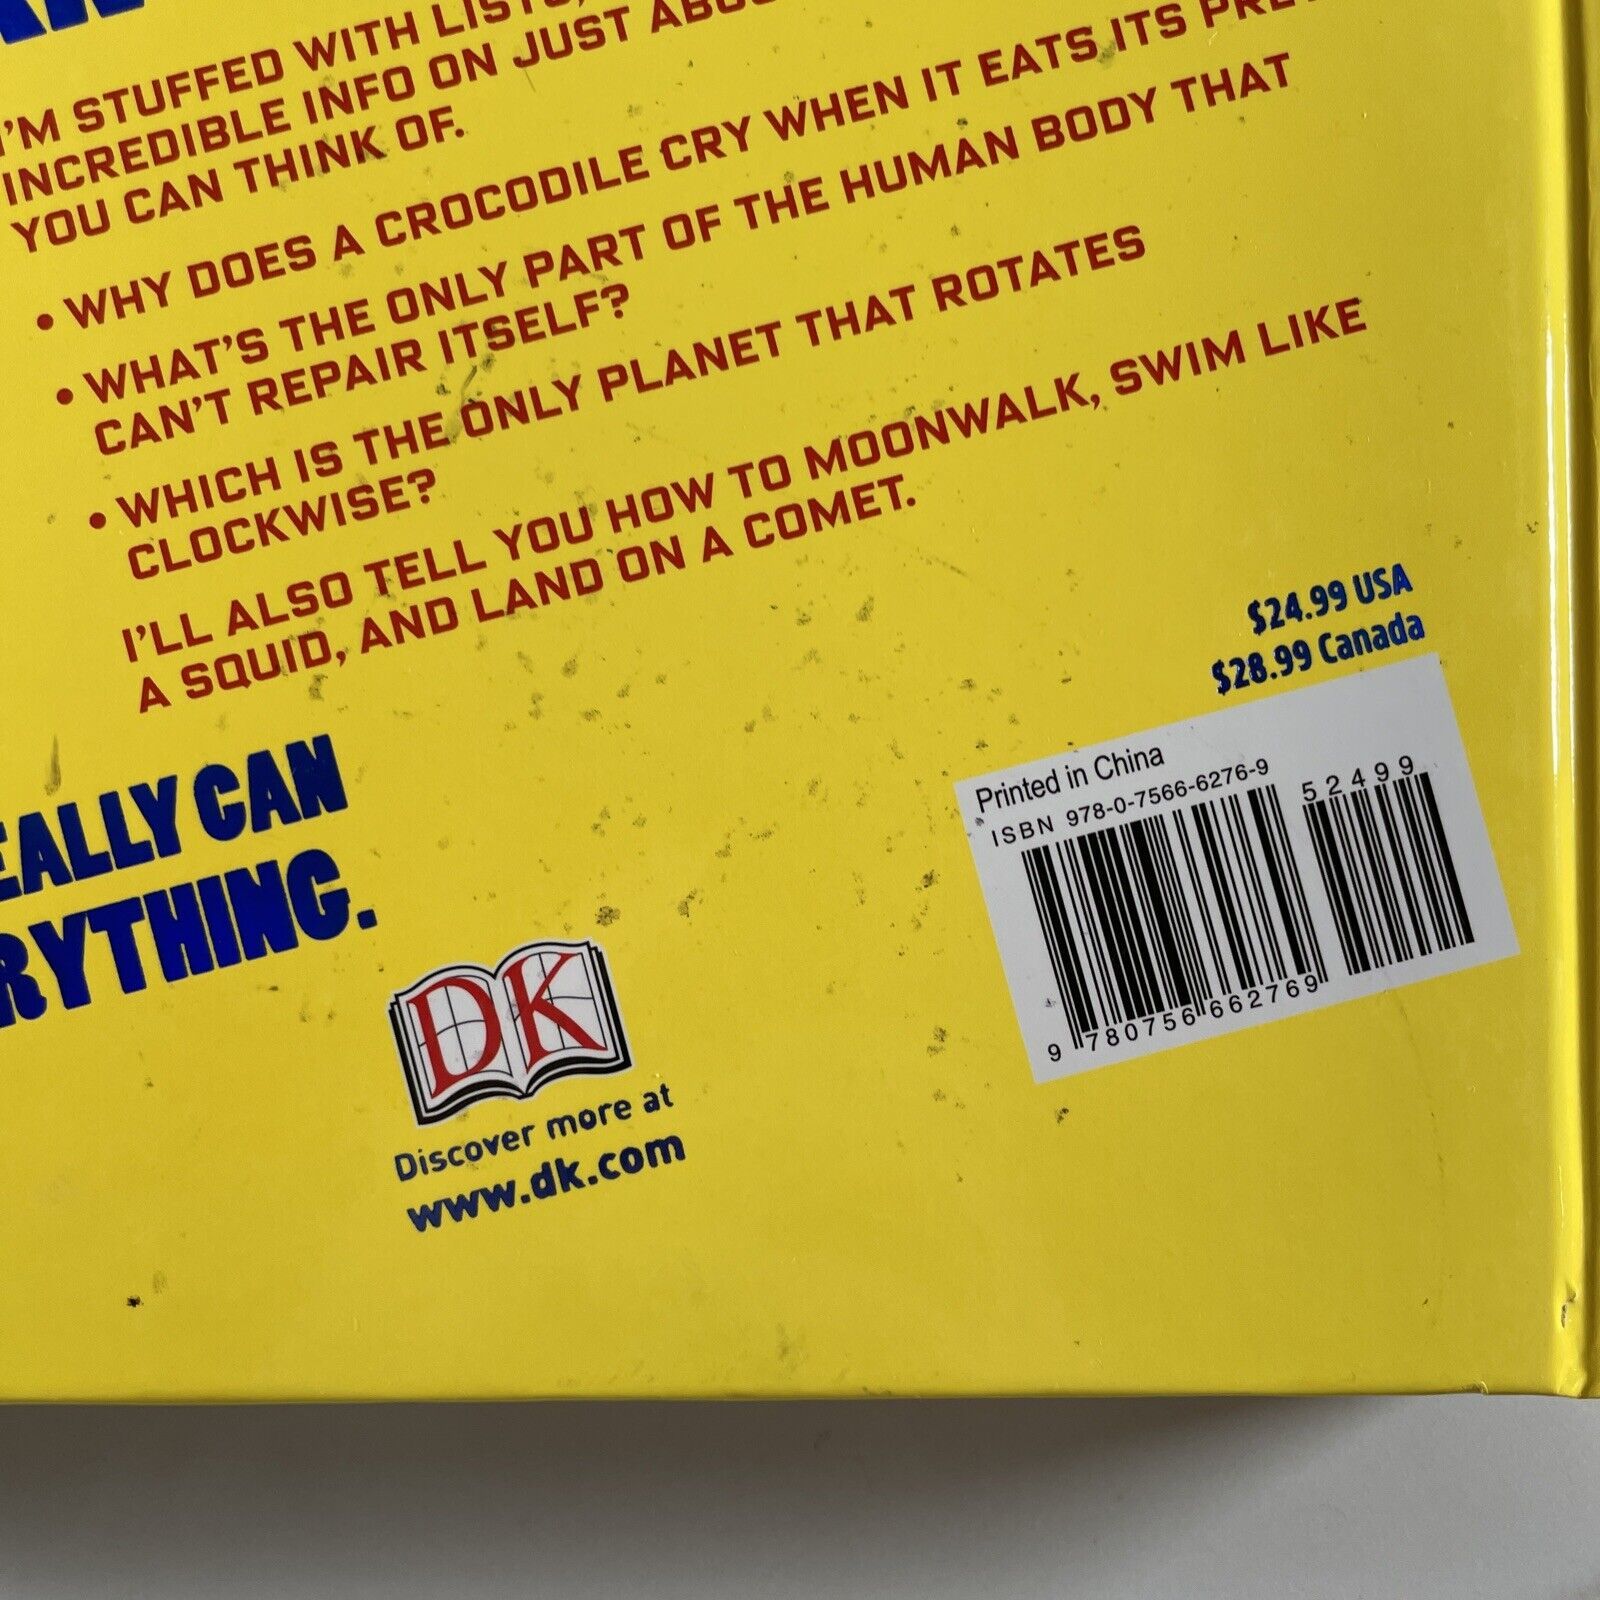 I'M STUFFED WITH LISTS,
INCREDIBLE INFO ON JUST
YOU CAN THINK OF.
• WHY DOES A CROCODILE CRY WHEN IT EATS ITS
• WHAT'S THE ONLY PART OF THE HUMAN BODY THAT
CAN'T REPAIR ITSELF?
• WHICH IS THE ONLY PLANET THAT ROTATES
CLOCKWISE?
I'LL ALSO TELL YOU HOW TO MOONWALK, SWIM LIKE
A SQUID, AND LAND ON A COMET.
EALLY CAN
RYTHING.
$24.99 USA
$28.99 Canada
Printed in China
ISBN 978-0-7566-6276-9
52499
9 780756 662769
DK
Discover more at
www.dk.com